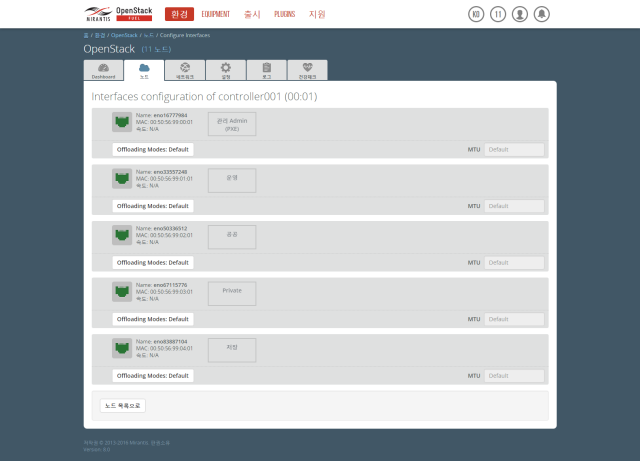 MIRANTIS
OpenStack
FUEL
환경 EQUIPMENT 출시 PLUGINS 지원
KO 11
홈 / 환경 / OpenStack / 노드 / Configure Interfaces
OpenStack (11 노드)
Dashboard 노드 네트워크 설정 로그 건강체크
Interfaces configuration of controller001 (00:01)
Name: eno16777984
MAC: 00:50:56:99:00:01
속도: N/A
관리 Admin
(PXE)
Offloading Modes: Default MTU Default
Name: eno33557248
MAC: 00:50:56:99:01:01
속도: N/A
운영
Offloading Modes: Default MTU Default
Name: eno50336512
MAC: 00:50:56:99:02:01
속도: N/A
공공
Offloading Modes: Default MTU Default
Name: eno67115776
MAC: 00:50:56:99:03:01
속도: N/A
Private
Offloading Modes: Default MTU Default
Name: eno83887104
MAC: 00:50:56:99:04:01
속도: N/A
저장
Offloading Modes: Default MTU Default
노드 목록으로
저작권 © 2013-2016 Mirantis. 판권소유
Version: 9.0